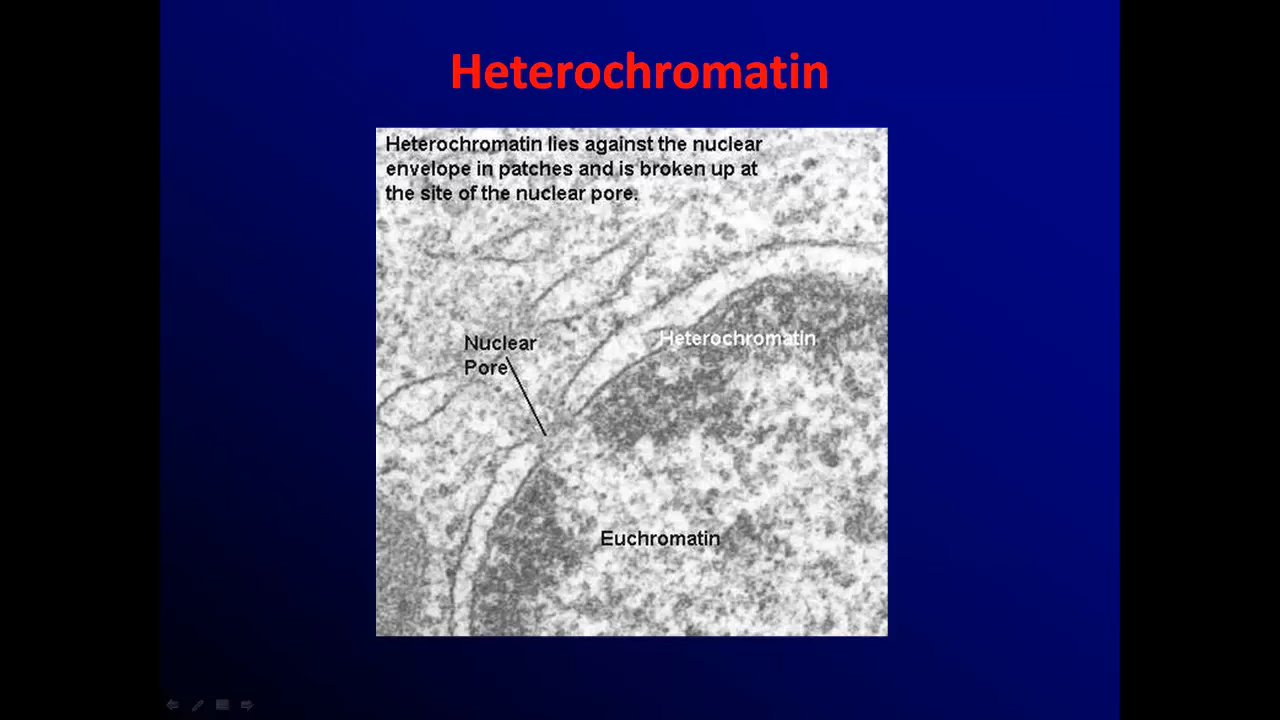 Heterochromatin
Heterochromatin lies against the nuclear
envelope in patches and is broken up at
the site of the nuclear pore.
Heterochromatin
Nuclear
Pore
Euchromatin